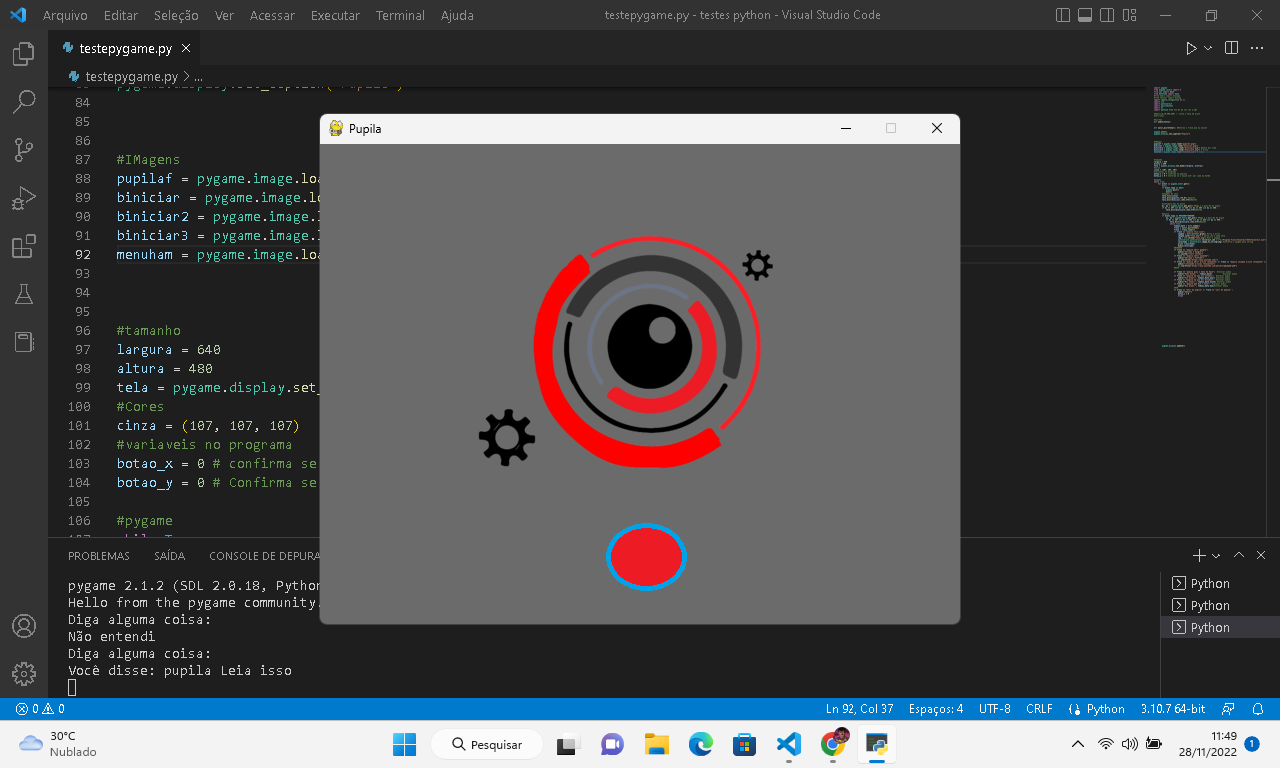 Arquivo Editar Seleção Ver Acessar Executar Terminal Ajuda
testepygame.py - testes python - Visual Studio Code
testepygame.py
testepygame.py > ...
84
85
86
87 #IMagens
88 pupilaf = pygame.image.loa
89 biniciar = pygame.image.l
90 biniciar2 = pygame.image.l
91 biniciar3 = pygame.image.l
92 menuham = pygame.image.loa
93
94
95
96 #tamanho
97 largura = 640
98 altura = 480
99 tela = pygame.display.set_
100 #Cores
101 cinza = (107, 107, 107)
102 #variaveis no programa
103 botao_x = 0 # confirma se
104 botao_y = 0 # Confirma se
105
106 #pygame
Pupila
PROBLEMAS SAÍDA CONSOLE DE DEPURA
pygame 2.1.2 (SDL 2.0.18, Python
Hello from the pygame community.
Diga alguma coisa:
Não entendi
Diga alguma coisa:
Você disse: pupila Leia isso
Python
Python
Python
0 0
Ln 92, Col 37 Espaços: 4 UTF-8 CRLF Python 3.10.7 64-bit
30°C
Nublado
Pesquisar
11:49
28/11/2022
1